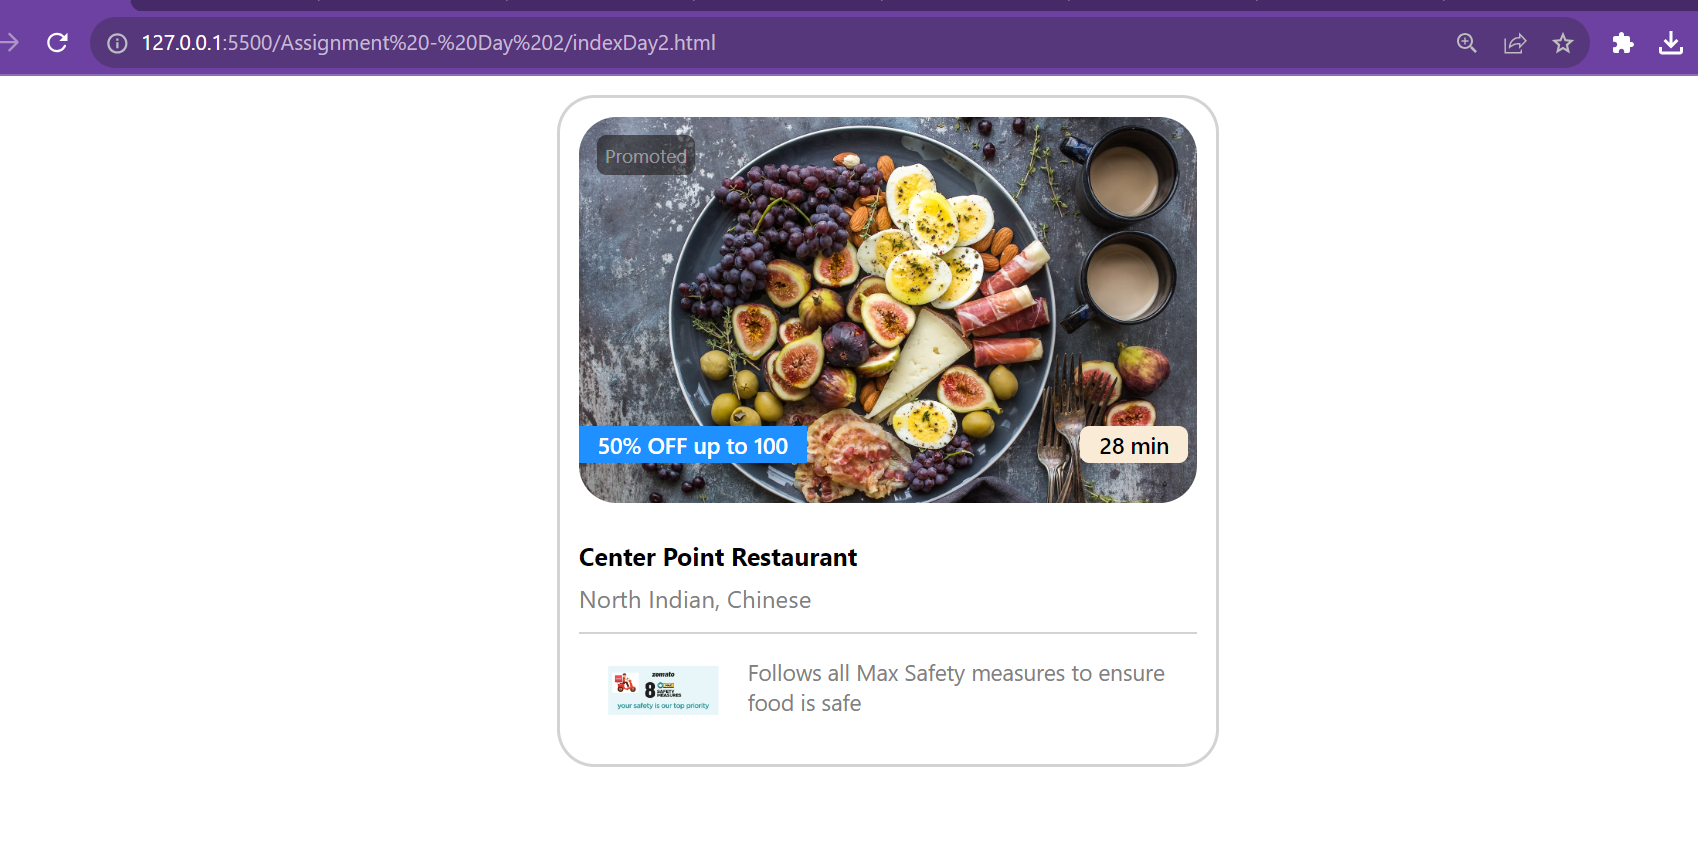 127.0.0.1:5500/Assignment%20-%20Day%202/indexDay2.html
Promoted
50% OFF up to 100
28 min
Center Point Restaurant
North Indian, Chinese
zomato
8 SAFETY
MEASURES
your safety is our top priority
Follows all Max Safety measures to ensure
food is safe